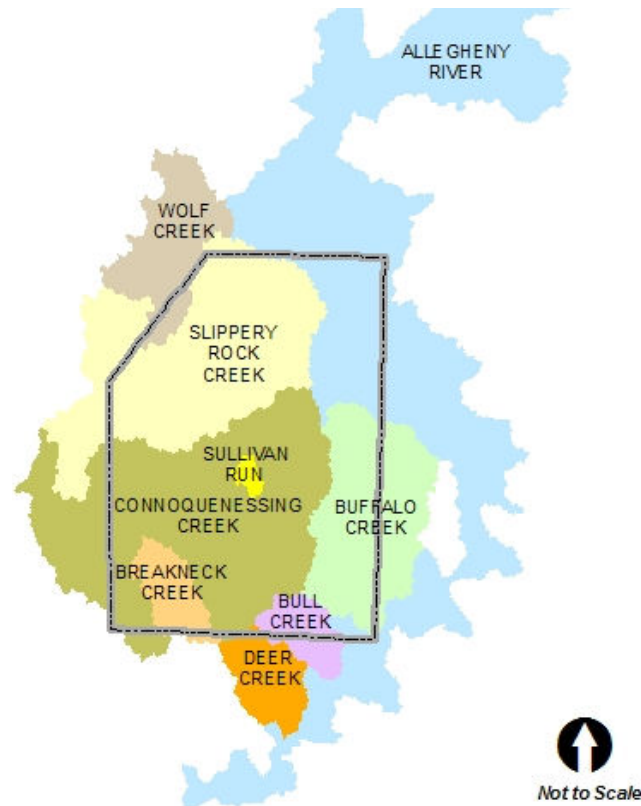 ALLEGHENY
RIVER
WOLF
CREEK
SLIPPERY
ROCK
CREEK
SULLIVAN
RUN
CONNOQUENESSING
CREEK
BUFFALO
CREEK
BREAKNECK
CREEK
BULL
CREEK
DEER
CREEK
Not to Scale